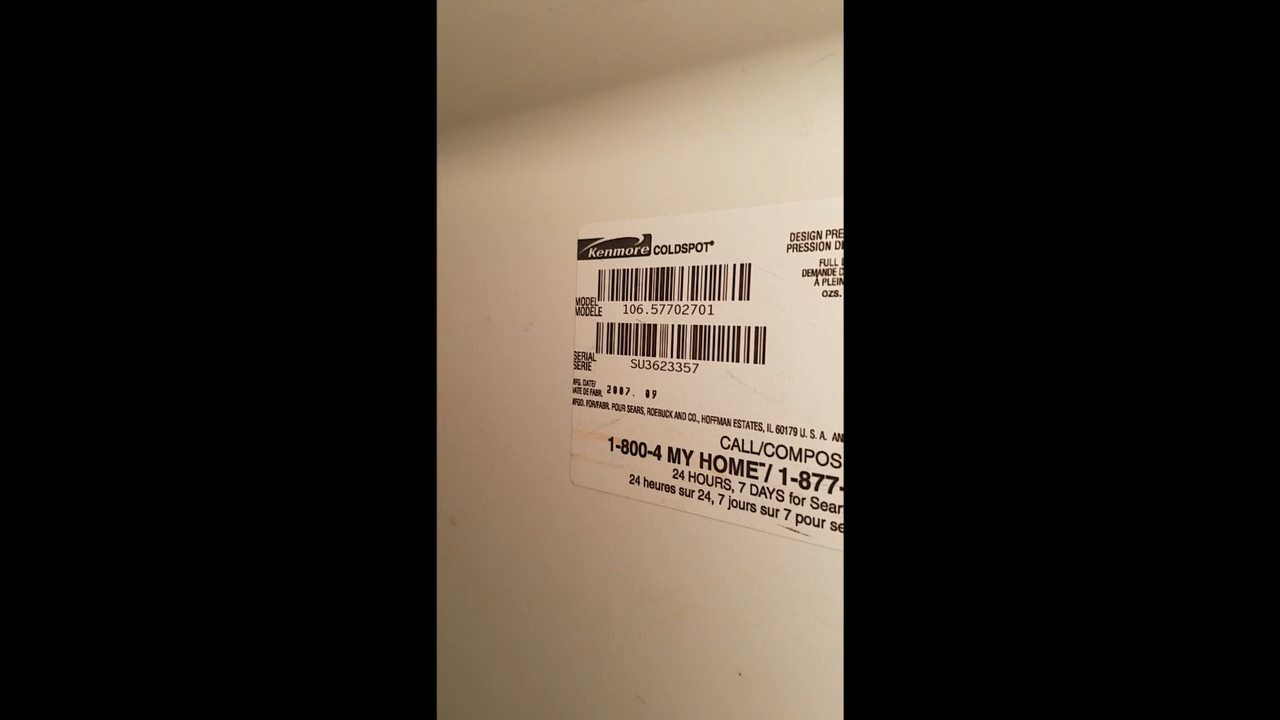 Kenmore COLDSPOT®
MODEL
MODÈLE
106.57702701
SERIAL
SÉRIE
SU3623357
MFG. DATE/
DATE DE FABR.
2007. 09
MFGD. FOR/FABR. POUR SEARS, ROEBUCK AND CO., HOFFMAN ESTATES, IL 60179 U. S. A. AN
CALL/COMPOS
1-800-4 MY HOME / 1-877-
24 HOURS, 7 DAYS for Sear
24 heures sur 24, 7 jours sur 7 pour se
DESIGN PRE
PRESSION D
FULL L
DEMANDE D
À PLEIN
ozs.